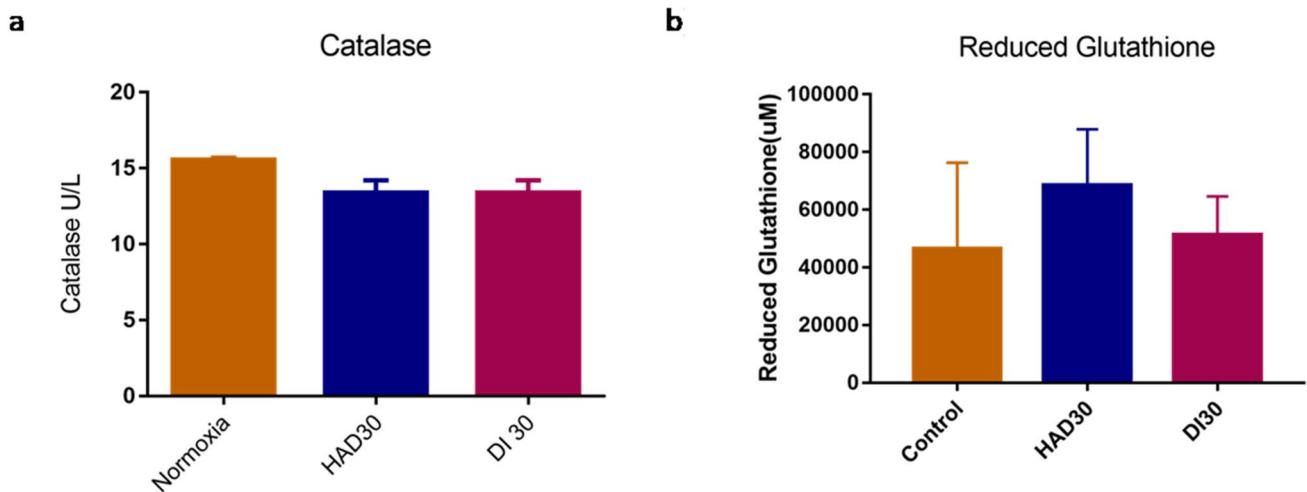 a
Catalase
Catalase U/L
20
15
10
5
0
Normoxia
HAD30
DI 30
b
Reduced Glutathione
Reduced Glutathione(uM)
100000
80000
60000
40000
20000
0
Control
HAD30
DI30